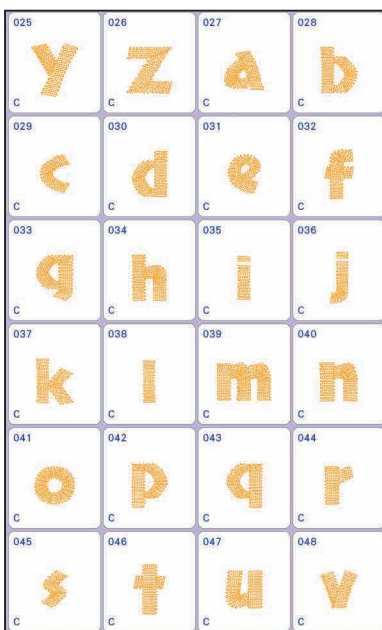 025 026 027 028
y z a b
C C C C
029 030 031 032
c d e f
C C C C
033 034 035 036
g h i j
C C C C
037 038 039 040
k l m n
C C C C
041 042 043 044
o p q r
C C C C
045 046 047 048
s t u v
C C C C